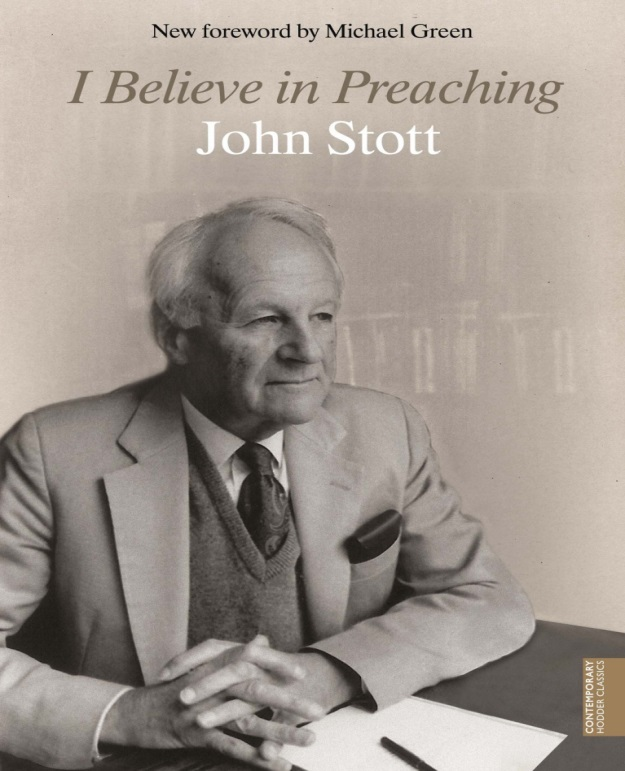 New foreword by Michael Green
I Believe in Preaching
John Stott
CONTEMPORARY
HODDER CLASSICS